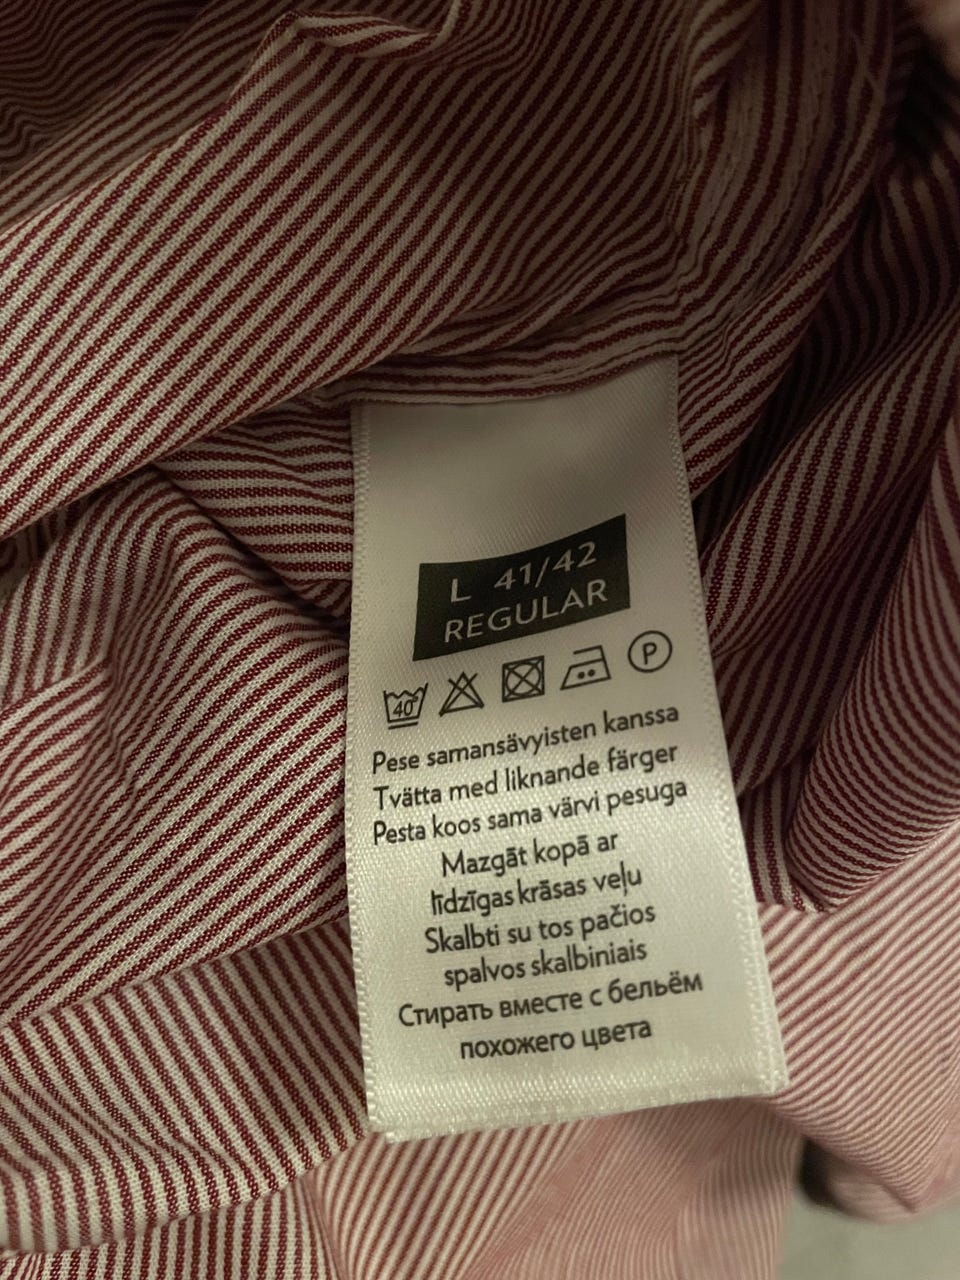 L 41/42
REGULAR
40
P
Pese samansävyisten kanssa
Tvätta med liknande färger
Pesta koos sama värvi pesuga
Mazgāt kopā ar
līdzīgas krāsas veļu
Skalbti su tos pačios
spalvos skalbiniais
Стирать вместе с бельём
похожего цвета